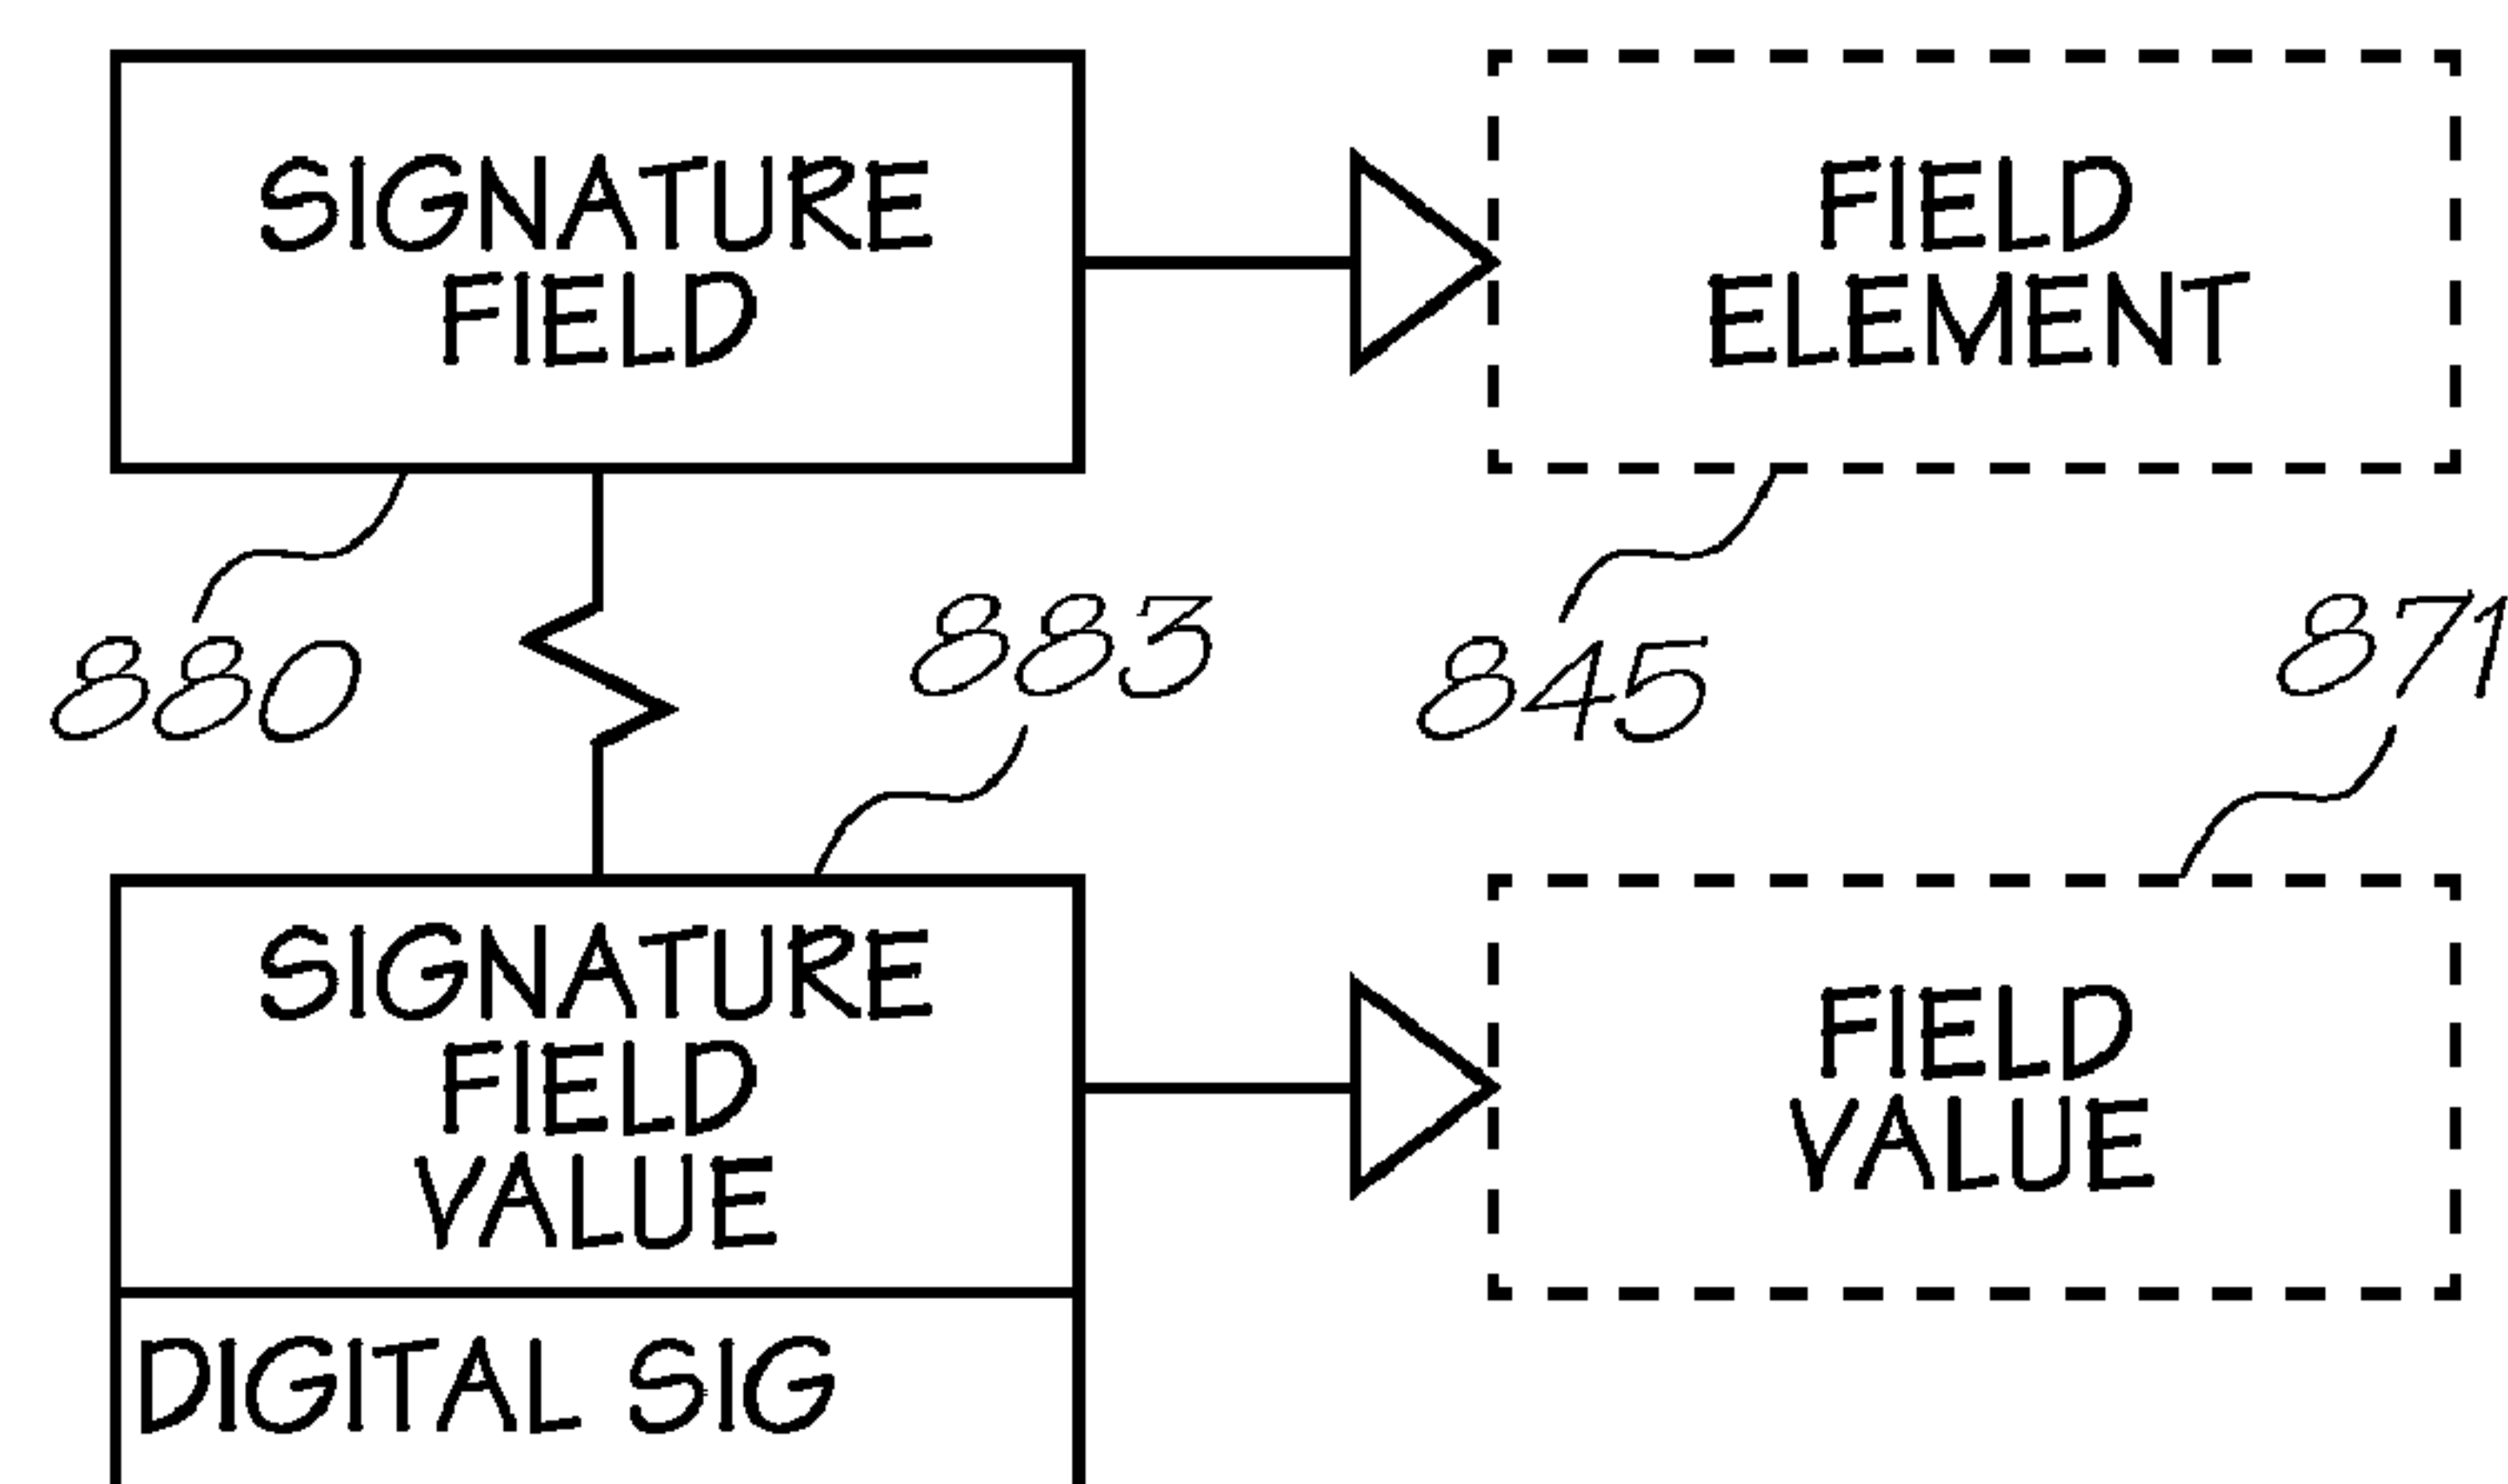 SIGNATURE
FIELD
FIELD
ELEMENT
880
883
845
871
SIGNATURE
FIELD
VALUE
FIELD
VALUE
DIGITAL SIG